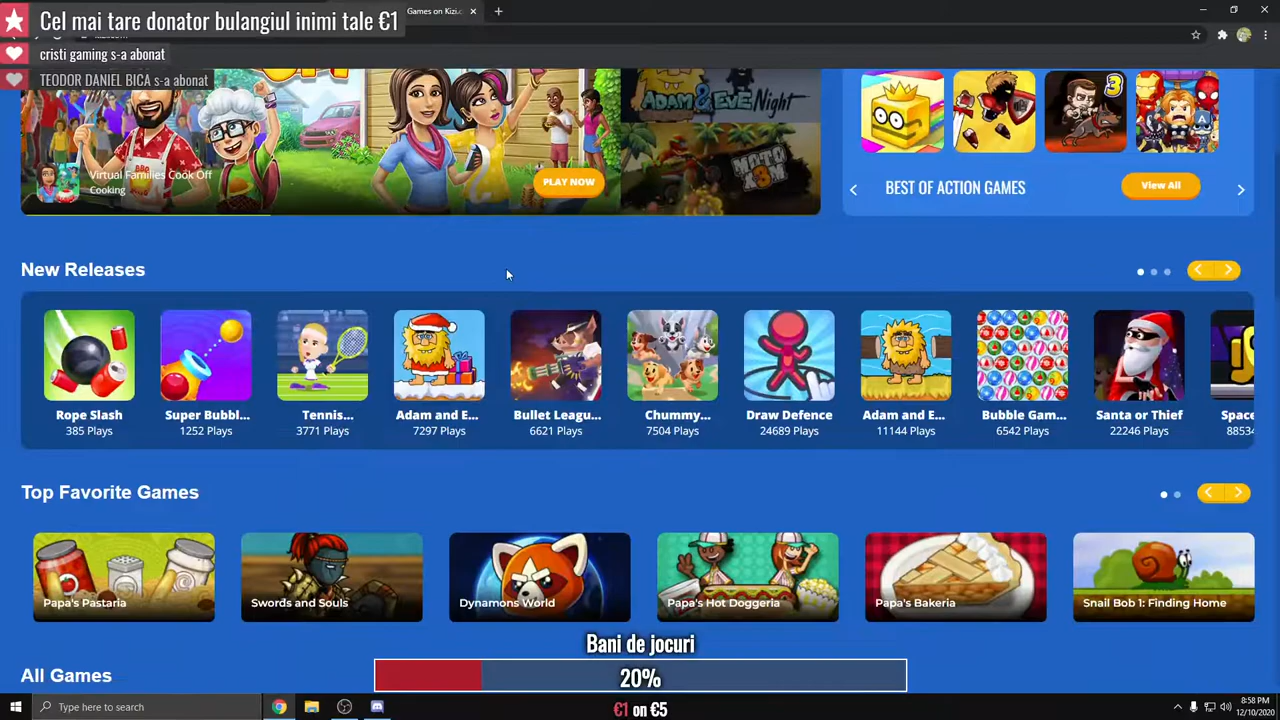 Cel mai tare donator bulangiul inimi tale €1
Games on Kizi.c
cristi gaming s-a abonat
TEODOR DANIEL BICA s-a abonat
ADAM & EVE Night
MOTO X3M
3
Virtual Families Cook Off
Cooking
PLAY NOW
BEST OF ACTION GAMES
View All
New Releases
Rope Slash
385 Plays
Super Bubbl...
1252 Plays
Tennis...
3771 Plays
Adam and E...
7297 Plays
Bullet Leagu...
6621 Plays
Chummy...
7504 Plays
Draw Defence
24689 Plays
Adam and E...
11144 Plays
Bubble Gam...
6542 Plays
Santa or Thief
22246 Plays
Space
88534
Top Favorite Games
Papa's Pastaria
Swords and Souls
Dynamons World
Papa's Hot Doggeria
Papa's Bakeria
Snail Bob 1: Finding Home
Bani de jocuri
All Games
20%
€1 on €5
Type here to search
8:58 PM
12/10/2020